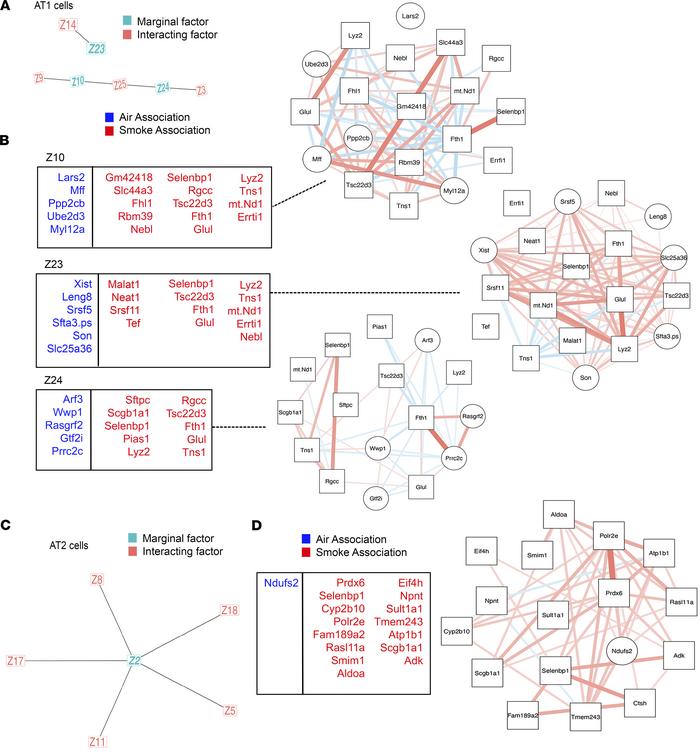 A
AT1 cells
Z14
Z23
Marginal factor
Interacting factor
Z9
Z10
Z25
Z24
Z3
Air Association
Smoke Association
Lars2
Lyz2
Slc44a3
Ube2d3
Nebl
Rgcc
Fhl1
mt.Nd1
Glul
Gm42418
Selenbp1
Ppp2cb
Fth1
Mff
Rbm39
Errfi1
Tsc22d3
Myl12a
Tns1
B
Z10
Lars2 Gm42418 Selenbp1 Lyz2
Mff Slc44a3 Rgcc Tns1
Ppp2cb Fhl1 Tsc22d3 mt.Nd1
Ube2d3 Rbm39 Fth1 Errti1
Myl12a Nebl Glul
Z23
Xist Malat1 Selenbp1 Lyz2
Leng8 Neat1 Tsc22d3 Tns1
Srsf5 Srsf11 Fth1 mt.Nd1
Sfta3.ps Tef Glul Errti1
Son Nebl
Slc25a36
Errfi1
Srsf5
Nebl
Leng8
Xist
Neat1
Fth1
Slc25a36
Selenbp1
Srsf11
mt.Nd1
Glul
Tsc22d3
Tef
Malat1
Sfta3.ps
Tns1
Lyz2
Son
Z24
Arf3 Sftpc Rgcc
Wwp1 Scgb1a1 Tsc22d3
Rasgrf2 Selenbp1 Fth1
Gtf2i Pias1 Glul
Prrc2c Lyz2 Tns1
Pias1
Selenbp1
Arf3
mt.Nd1
Tsc22d3
Lyz2
Scgb1a1
Sftpc
Fth1
Rasgrf2
Tns1
Wwp1
Prrc2c
Rgcc
Glul
Gtf2i
C
AT2 cells
Marginal factor
Interacting factor
Z8
Z18
Z17
Z2
Z5
Z11
D
Air Association
Smoke Association
Ndufs2 Prdx6 Eif4h
Selenbp1 Npnt
Cyp2b10 Sult1a1
Polr2e Tmem243
Fam189a2 Atp1b1
Rasl11a Scgb1a1
Smim1 Adk
Aldoa
Aldoa
Polr2e
Eif4h
Smim1
Atp1b1
Npnt
Prdx6
Rasl11a
Sult1a1
Cyp2b10
Ndufs2
Adk
Scgb1a1
Selenbp1
Ctsh
Fam189a2
Tmem243